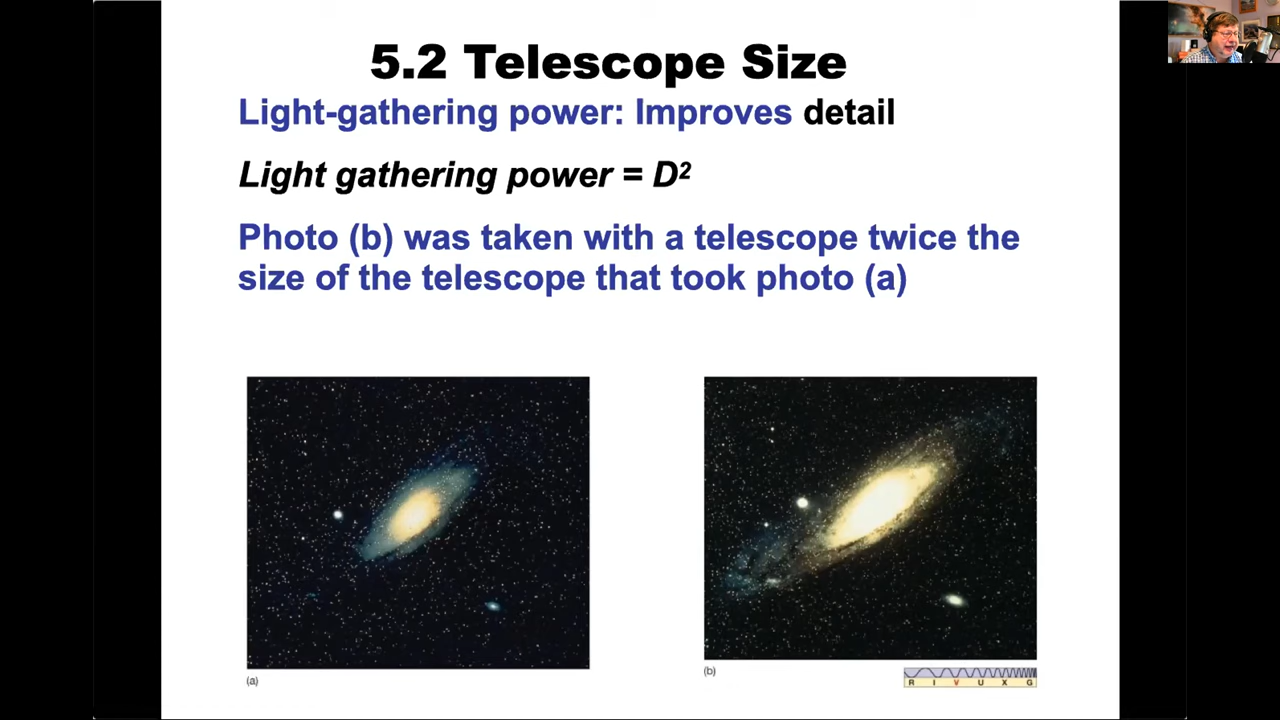 5.2 Telescope Size
Light-gathering power: Improves detail
Light gathering power = D²
Photo (b) was taken with a telescope twice the
size of the telescope that took photo (a)
(a)
(b)
R I V U X G